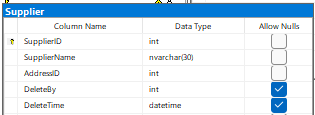 Supplier
Column Name Data Type Allow Nulls
SupplierID int
SupplierName nvarchar(30)
AddressID int
DeleteBy int
DeleteTime datetime